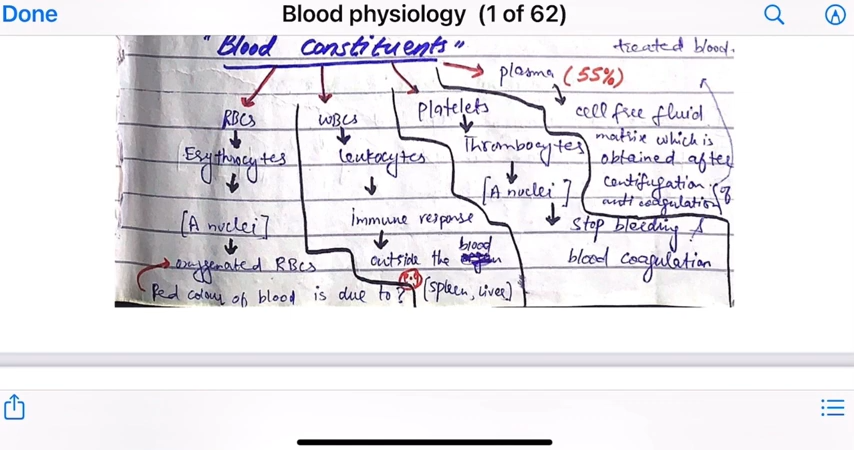 Done
Blood physiology (1 of 62)
"Blood constituents"
treated blood.
plasma (55%)
RBCs
WBCs
Platelets
cell free fluid
matrix which is
obtained after
centifugation of
anti coagulation
Erythrocytes
Leukocytes
Thrombocytes
[A nuclei]
[A nuclei]
immune response
stop bleeding &
blood coagulation
oxygenated RBCs
outside the blood
Red colour of blood is due to?
[spleen, liver]